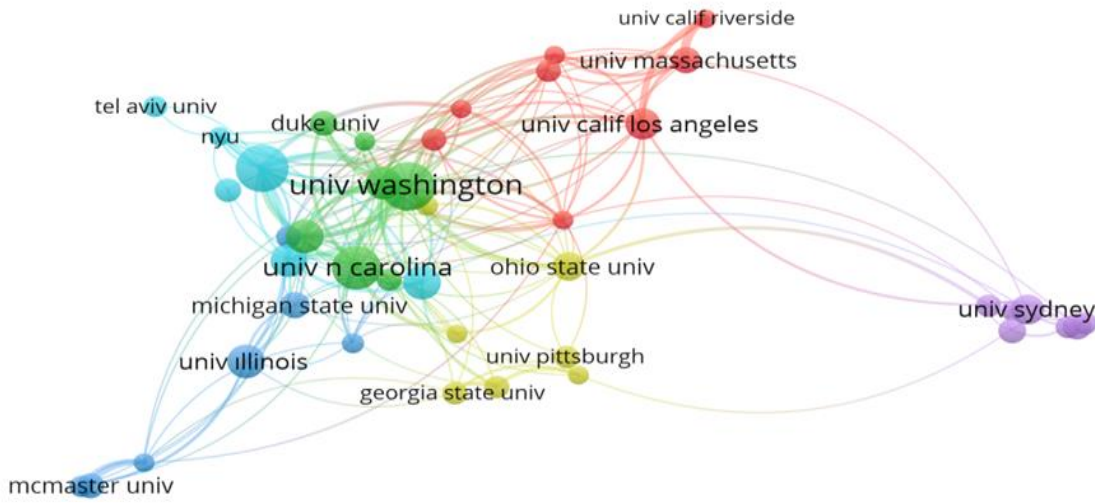 univ calif riverside
univ massachusetts
tel aviv univ
duke univ
univ calif los angeles
nyu
univ washington
univ n carolina
ohio state univ
michigan state univ
univ sydney
univ illinois
univ pittsburgh
georgia state univ
mcmaster univ